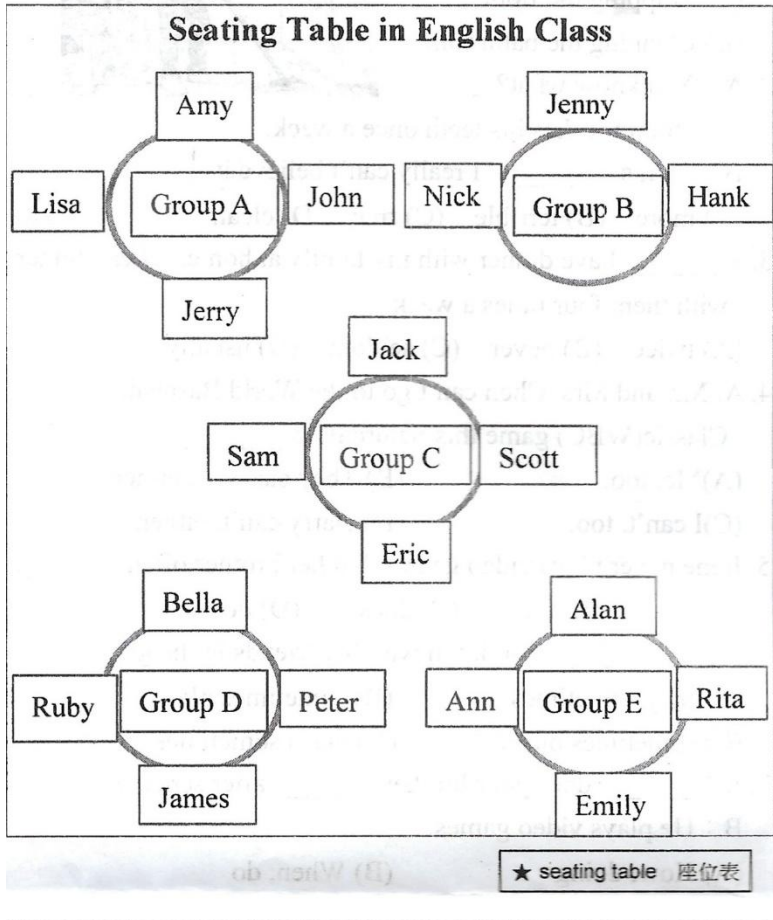 Seating Table in English Class
Amy
Lisa
Group A
John
Jerry
Jenny
Nick
Group B
Hank
Jack
Sam
Group C
Scott
Eric
Bella
Ruby
Group D
Peter
James
Alan
Ann
Group E
Rita
Emily
★ seating table 座位表